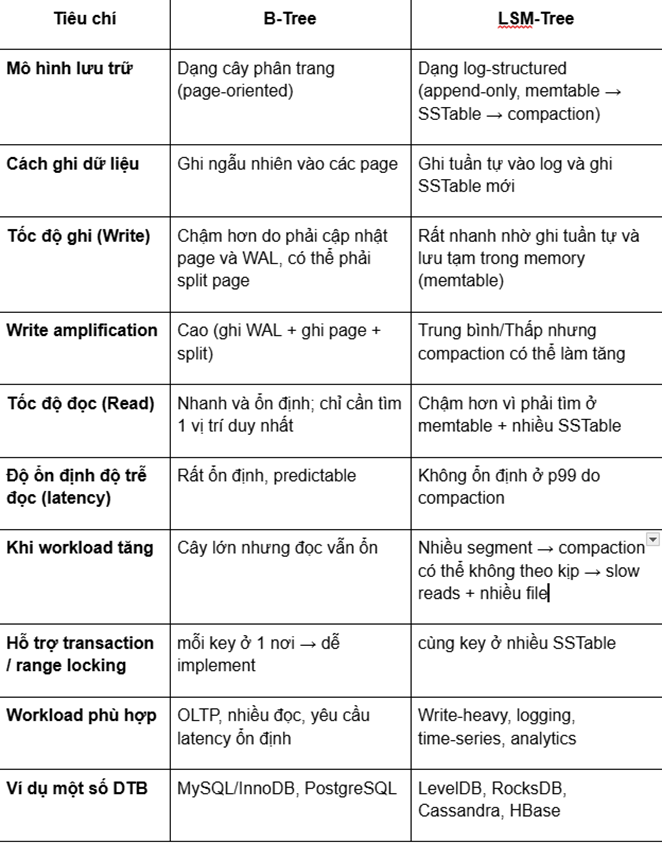 Tiêu chí
B-Tree
LSM-Tree
Mô hình lưu trữ
Dạng cây phân trang
(page-oriented)
Dạng log-structured
(append-only, memtable →
SSTable → compaction)
Cách ghi dữ liệu
Ghi ngẫu nhiên vào các page
Ghi tuần tự vào log và ghi
SSTable mới
Tốc độ ghi (Write)
Chậm hơn do phải cập nhật
page và WAL, có thể phải
split page
Rất nhanh nhờ ghi tuần tự và
lưu tạm trong memory
(memtable)
Write amplification
Cao (ghi WAL + ghi page +
split)
Trung bình/Thấp nhưng
compaction có thể làm tăng
Tốc độ đọc (Read)
Nhanh và ổn định; chỉ cần tìm
1 vị trí duy nhất
Chậm hơn vì phải tìm ở
memtable + nhiều SSTable
Độ ổn định độ trễ
đọc (latency)
Rất ổn định, predictable
Không ổn định ở p99 do
compaction
Khi workload tăng
Cây lớn nhưng đọc vẫn ổn
Nhiều segment → compaction
có thể không theo kịp → slow
reads + nhiều file
Hỗ trợ transaction
/ range locking
mỗi key ở 1 nơi → dễ
implement
cùng key ở nhiều SSTable
Workload phù hợp
OLTP, nhiều đọc, yêu cầu
latency ổn định
Write-heavy, logging,
time-series, analytics
Ví dụ một số DTB
MySQL/InnoDB, PostgreSQL
LevelDB, RocksDB,
Cassandra, HBase